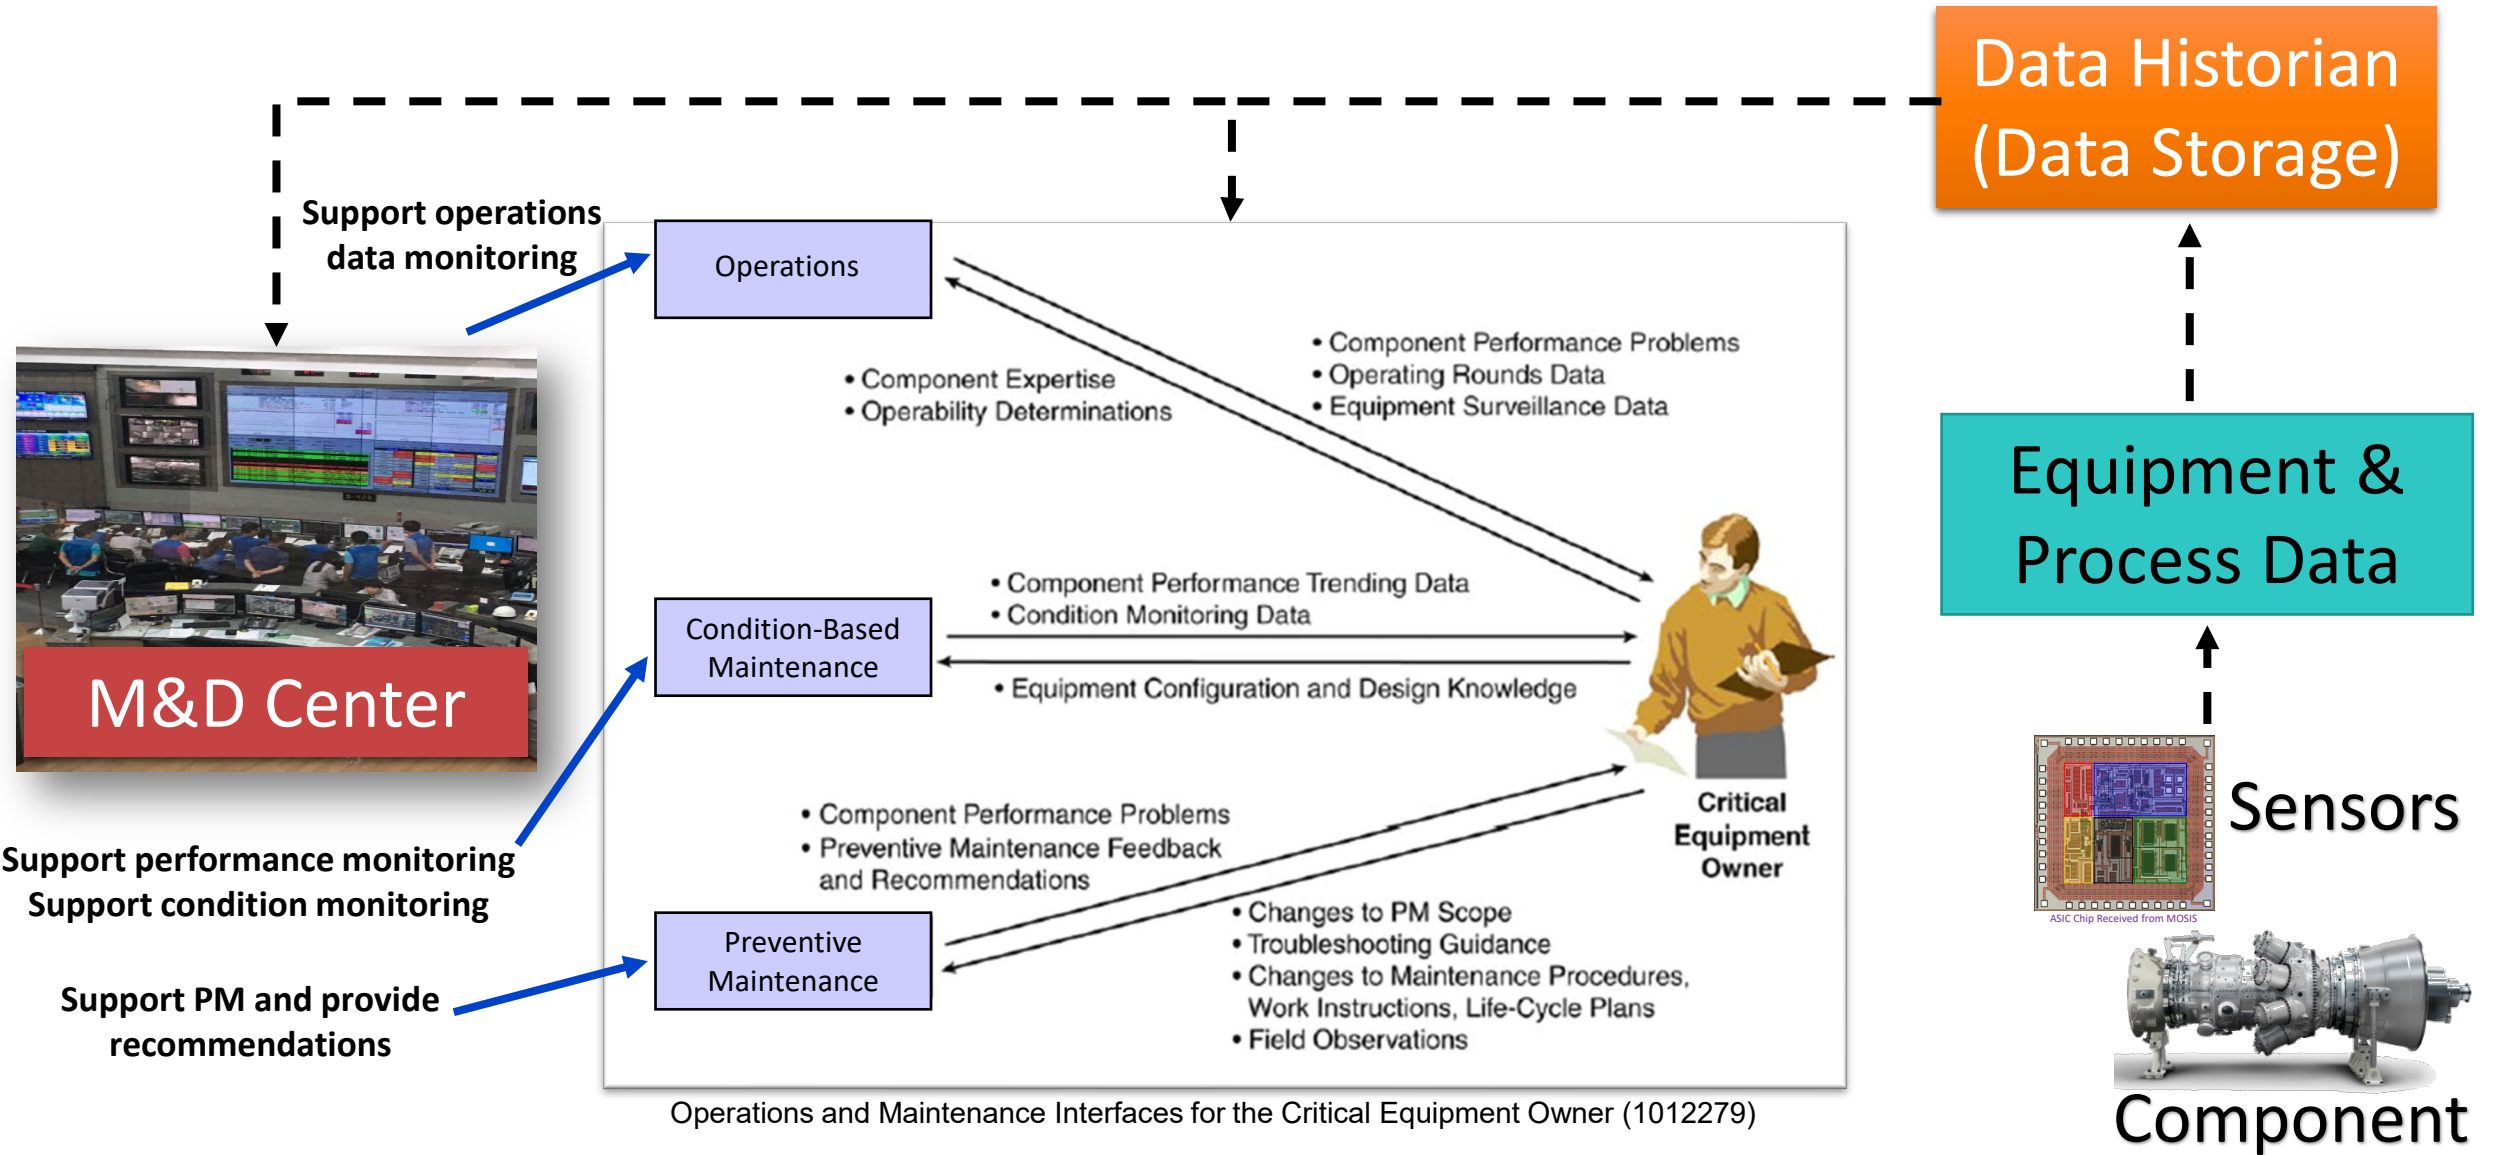 Data Historian
(Data Storage)
Support operations
data monitoring
Operations
• Component Performance Problems
• Operating Rounds Data
• Equipment Surveillance Data
• Component Expertise
• Operability Determinations
Equipment &
Process Data
• Component Performance Trending Data
• Condition Monitoring Data
Condition-Based
Maintenance
• Equipment Configuration and Design Knowledge
M&D Center
Critical
Equipment
Owner
Sensors
ASIC Chip Received from MOSIS
• Component Performance Problems
• Preventive Maintenance Feedback
and Recommendations
Support performance monitoring
Support condition monitoring
Preventive
Maintenance
• Changes to PM Scope
• Troubleshooting Guidance
• Changes to Maintenance Procedures,
Work Instructions, Life-Cycle Plans
• Field Observations
Support PM and provide
recommendations
Component
Operations and Maintenance Interfaces for the Critical Equipment Owner (1012279)